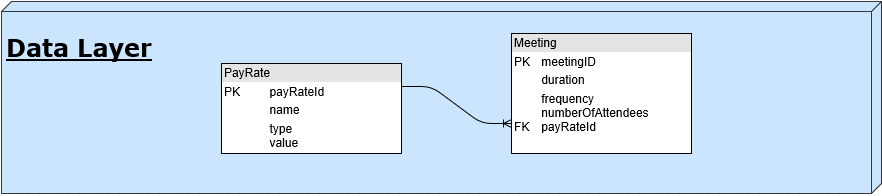 Data Layer
PayRate
PK payRateId
name
type
value
Meeting
PK meetingID
duration
frequency
numberOfAttendees
FK payRateId